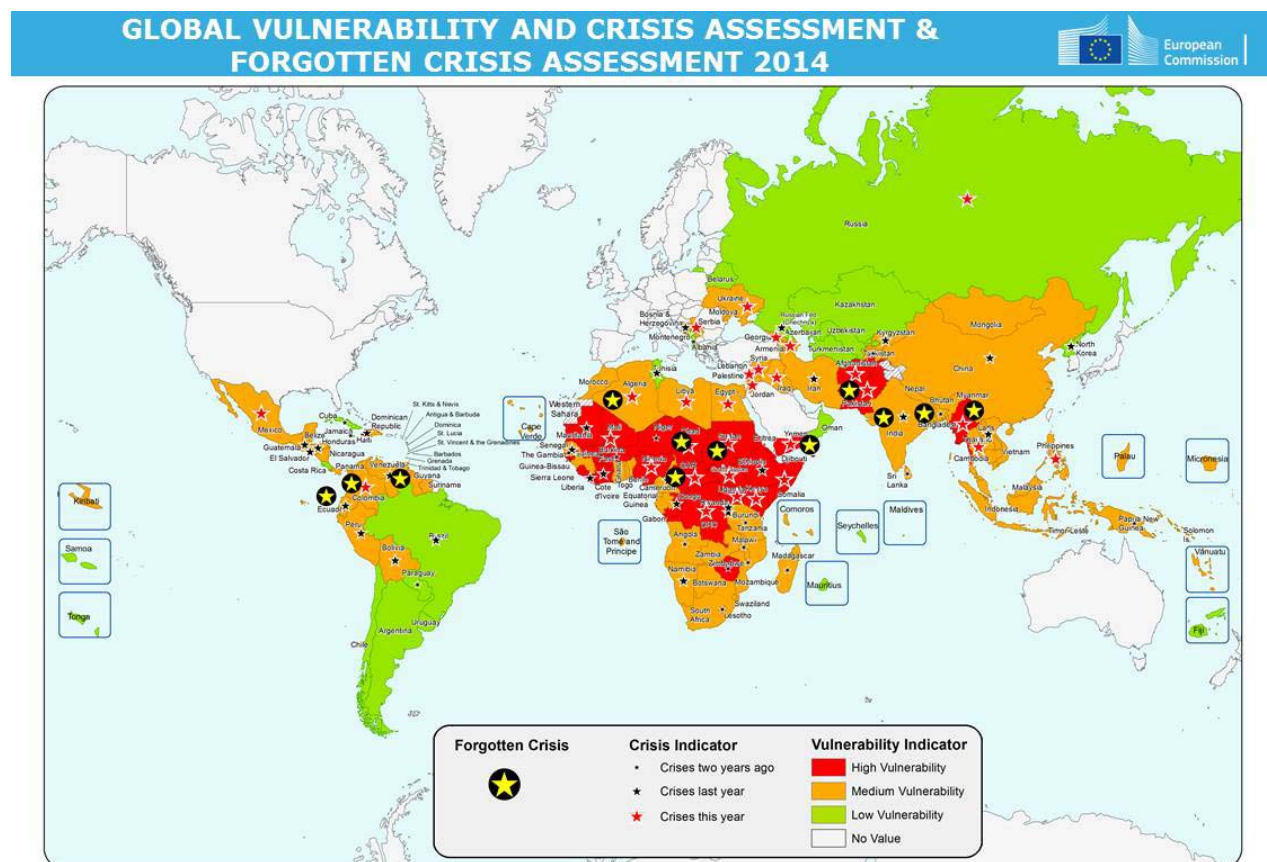 GLOBAL VULNERABILITY AND CRISIS ASSESSMENT &
FORGOTTEN CRISIS ASSESSMENT 2014
European
Commission
Russia
Belarus
Ukraine
Moldova
Kazakhstan
Bosnia &
Herzegovina
Serbia
Montenegro
Albania
Russian Fed
Georgia
Azerbaijan
Armenia
Uzbekistan
Turkmenistan
Kyrgyzstan
Mongolia
North
Korea
China
Lebanon
Syria
Palestine
Jordan
Iraq
Iran
Nepal
Bhutan
Bangladesh
Myanmar
India
Laos
Vietnam
Philippines
Cambodia
Sri
Lanka
Malaysia
Indonesia
Timor-Leste
Papua New
Guinea
Solomon
Is.
Palau
Micronesia
Vanuatu
Fiji
Maldives
Seychelles
Comoros
Mauritius
Madagascar
Morocco
Algeria
Tunisia
Libya
Egypt
Western
Sahara
Cape
Verde
Mauritania
Mali
Niger
Chad
Senegal
The Gambia
Guinea-Bissau
Sierra Leone
Liberia
Cote
d'Ivoire
Togo
Cameroon
Equatorial
Guinea
Gabon
São
Tome and
Principe
Eritrea
Yemen
Oman
Djibouti
Somalia
DRC
Burundi
Tanzania
Angola
Zambia
Malawi
Mozambique
Namibia
Botswana
Swaziland
Lesotho
South
Africa
Mexico
Cuba
Jamaica
Haiti
Dominican
Republic
St. Kitts & Nevis
Antigua & Barbuda
Dominica
St. Lucia
St. Vincent & the Grenadines
Barbados
Grenada
Trinidad & Tobago
Belize
Guatemala
Honduras
El Salvador
Nicaragua
Costa Rica
Panama
Venezuela
Guyana
Suriname
Colombia
Peru
Brazil
Bolivia
Paraguay
Uruguay
Argentina
Chile
Kiribati
Samoa
Tonga
Forgotten Crisis
Crisis Indicator
Crises two years ago
Crises last year
Crises this year
Vulnerability Indicator
High Vulnerability
Medium Vulnerability
Low Vulnerability
No Value